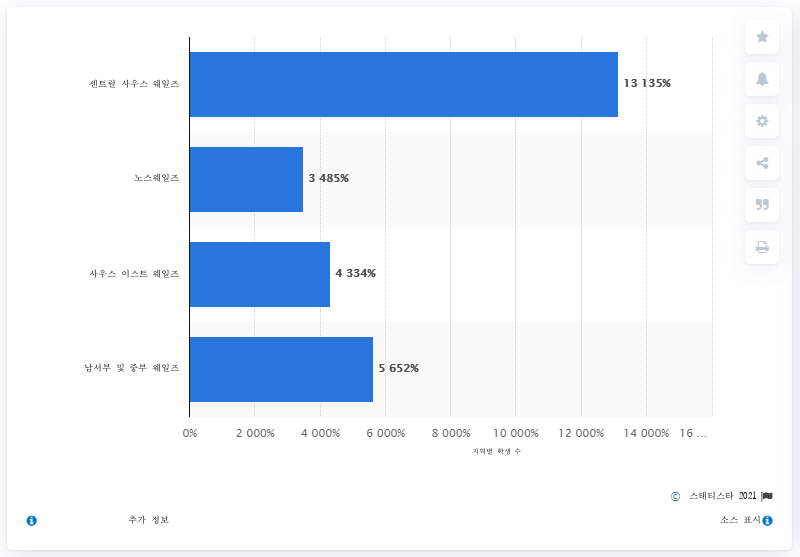 센트럴 사우스 웨일즈
13 135%
노스웨일즈
3 485%
사우스 이스트 웨일즈
4 334%
남서부 및 중부 웨일즈
5 652%
0% 2 000% 4 000% 6 000% 8 000% 10 000% 12 000% 14 000% 16 ...
지역별 학생 수
© 스태티스타 2021
추가 정보
소스 표시